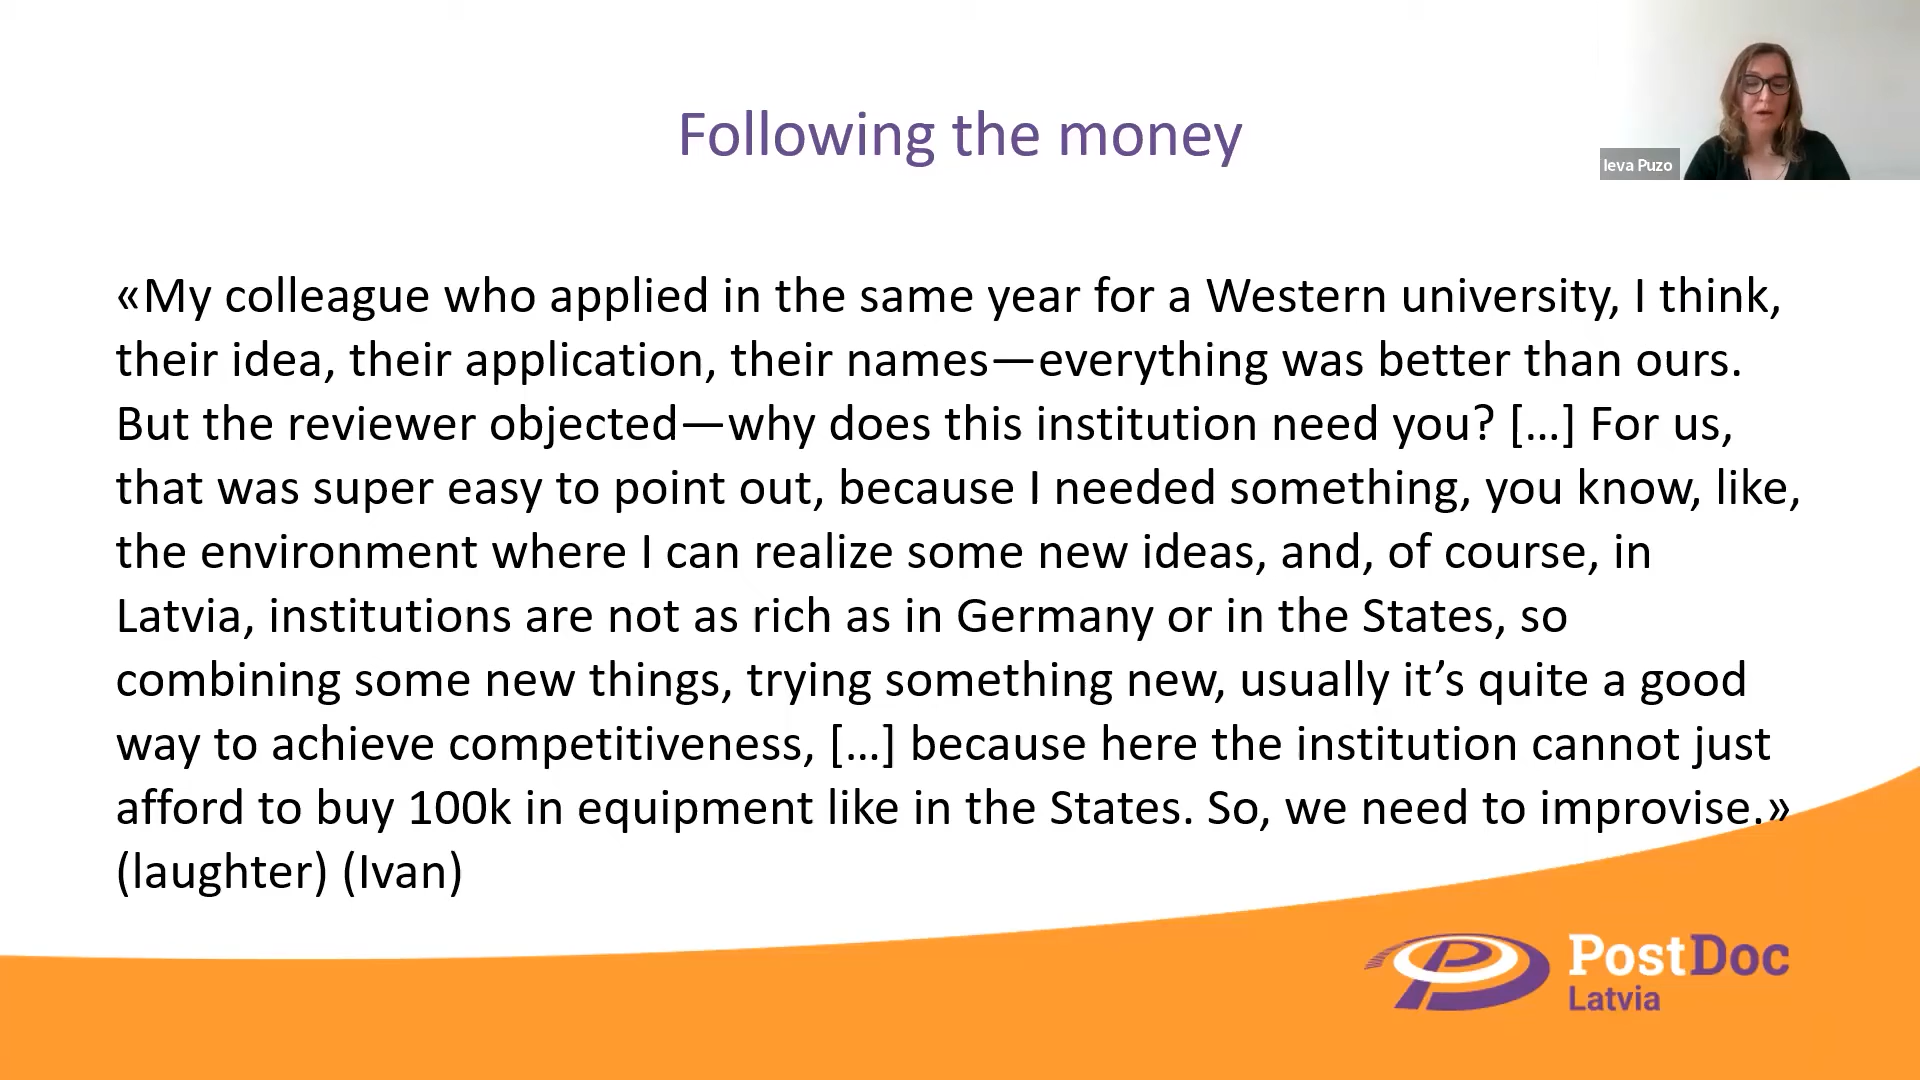 Following the money
Ieva Puzo
«My colleague who applied in the same year for a Western university, I think,
their idea, their application, their names—everything was better than ours.
But the reviewer objected—why does this institution need you? […] For us,
that was super easy to point out, because I needed something, you know, like,
the environment where I can realize some new ideas, and, of course, in
Latvia, institutions are not as rich as in Germany or in the States, so
combining some new things, trying something new, usually it’s quite a good
way to achieve competitiveness, […] because here the institution cannot just
afford to buy 100k in equipment like in the States. So, we need to improvise.»
(laughter) (Ivan)
PostDoc
Latvia